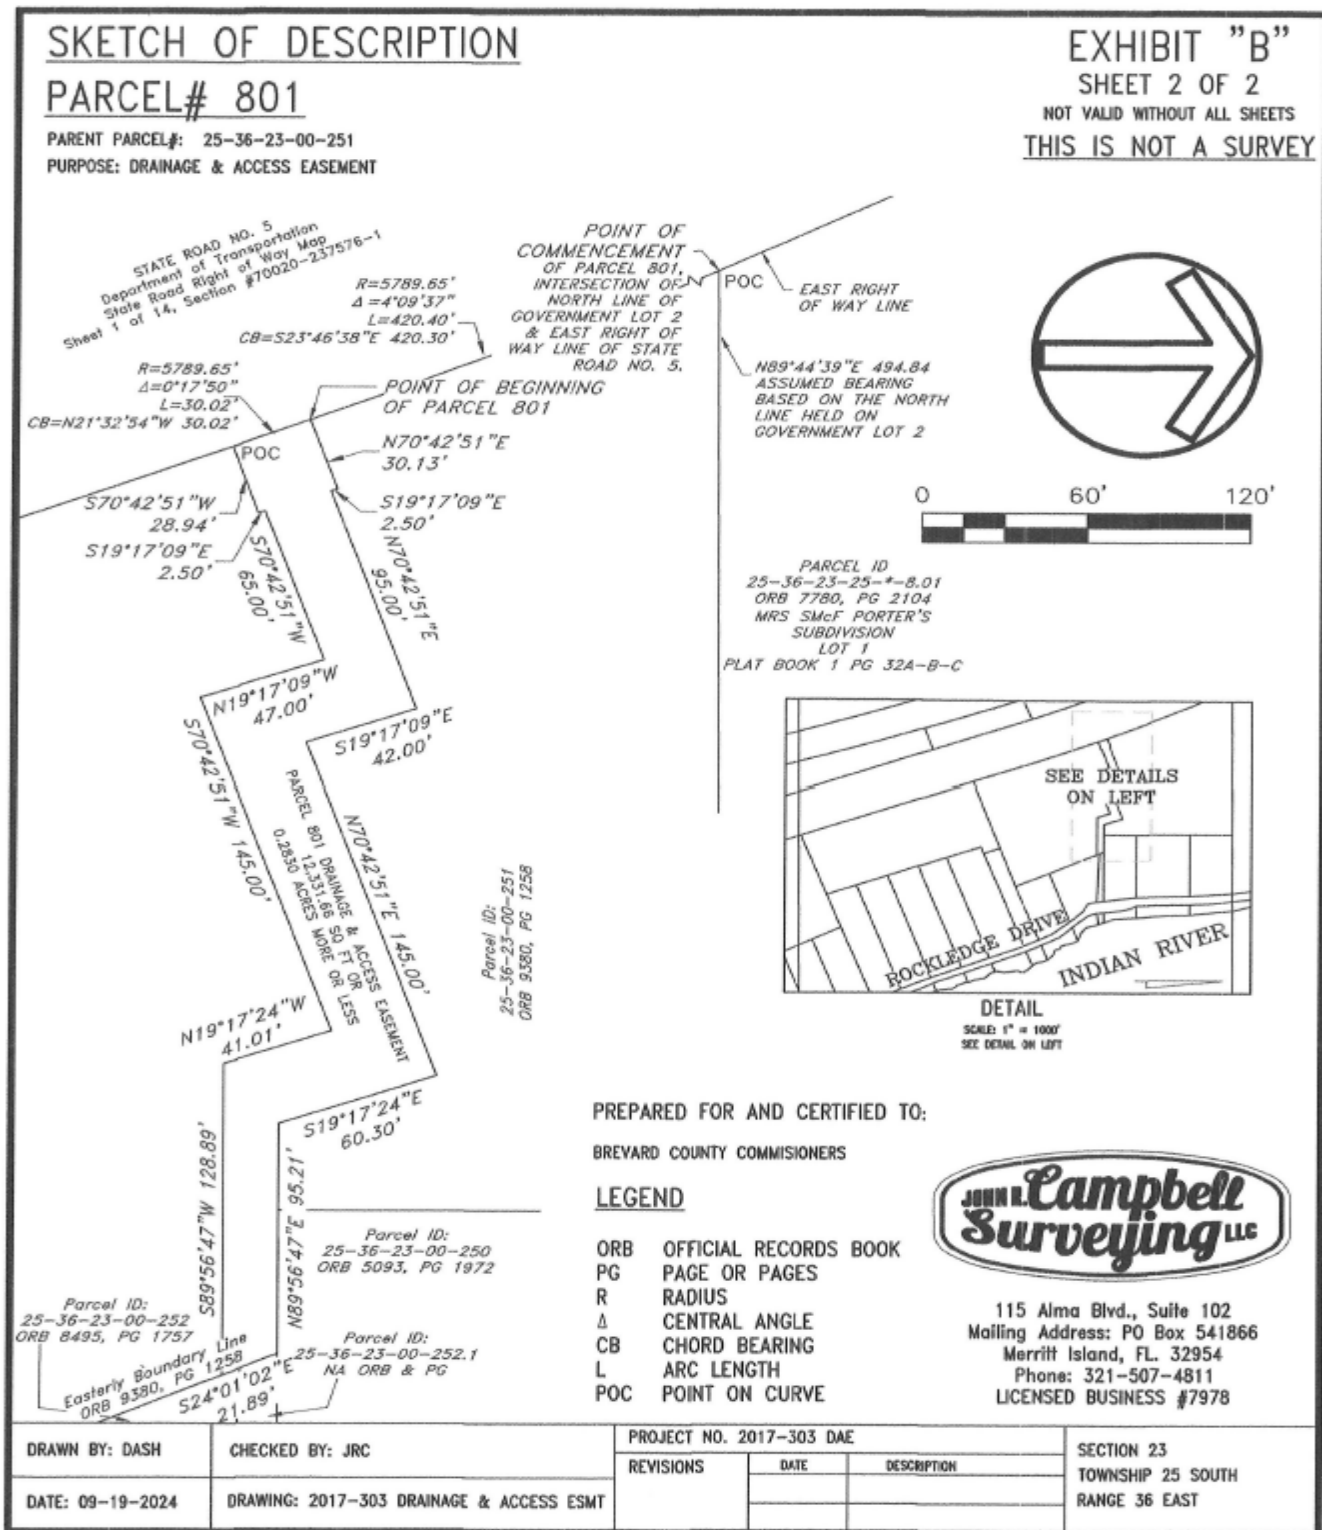 SKETCH OF DESCRIPTION
PARCEL# 801
PARENT PARCEL#: 25-36-23-00-251
PURPOSE: DRAINAGE & ACCESS EASEMENT
EXHIBIT "B"
SHEET 2 OF 2
NOT VALID WITHOUT ALL SHEETS
THIS IS NOT A SURVEY
STATE ROAD NO. 5
Department of Transportation
State Road Right of Way Map
Sheet 1 of 14, Section #70020-237576-1
R=5789.65'
Δ =4°09'37"
L=420.40'
CB=S23°46'38"E 420.30'
R=5789.65'
Δ=0°17'50"
L=30.02'
CB=N21°32'54"W 30.02'
POINT OF
COMMENCEMENT
OF PARCEL 801,
INTERSECTION OF
NORTH LINE OF
GOVERNMENT LOT 2
& EAST RIGHT OF
WAY LINE OF STATE
ROAD NO. 5.
POC
EAST RIGHT
OF WAY LINE
N89°44'39"E 494.84
ASSUMED BEARING
BASED ON THE NORTH
LINE HELD ON
GOVERNMENT LOT 2
POINT OF BEGINNING
OF PARCEL 801
POC
N70°42'51"E
30.13'
S19°17'09"E
2.50'
S70°42'51"W
28.94'
S19°17'09"E
2.50'
S70°42'51"W
65.00'
N70°42'51"E
95.00'
N19°17'09"W
47.00'
S19°17'09"E
42.00'
S70°42'51"W 145.00'
PARCEL 801 DRAINAGE & ACCESS EASEMENT
12,331.66 SQ FT OR
0.2830 ACRES MORE OR LESS
N70°42'51"E 145.00'
N19°17'24"W
41.01'
S19°17'24"E
60.30'
S89°56'47"W 128.89'
N89°56'47"E 95.21'
Parcel ID:
25-36-23-00-251
ORB 9380, PG 1258
Parcel ID:
25-36-23-00-250
ORB 5093, PG 1972
Parcel ID:
25-36-23-00-252
ORB 8495, PG 1757
Parcel ID:
25-36-23-00-252.1
NA ORB & PG
Easterly Boundary Line
ORB 9380, PG 1258
S24°01'02"E
21.89'
0 60' 120'
PARCEL ID
25-36-23-25-*-8.01
ORB 7780, PG 2104
MRS SMcF PORTER'S
SUBDIVISION
LOT 1
PLAT BOOK 1 PG 32A-B-C
SEE DETAILS
ON LEFT
ROCKLEDGE DRIVE
INDIAN RIVER
DETAIL
SCALE: 1" = 1000'
SEE DETAIL ON LEFT
PREPARED FOR AND CERTIFIED TO:
BREVARD COUNTY COMMISIONERS
LEGEND
ORB OFFICIAL RECORDS BOOK
PG PAGE OR PAGES
R RADIUS
Δ CENTRAL ANGLE
CB CHORD BEARING
L ARC LENGTH
POC POINT ON CURVE
JOHN R. Campbell
Surveying LLC
115 Alma Blvd., Suite 102
Mailing Address: PO Box 541866
Merritt Island, FL. 32954
Phone: 321-507-4811
LICENSED BUSINESS #7978
DRAWN BY: DASH
CHECKED BY: JRC
DATE: 09-19-2024
DRAWING: 2017-303 DRAINAGE & ACCESS ESMT
PROJECT NO. 2017-303 DAE
REVISIONS DATE DESCRIPTION
SECTION 23
TOWNSHIP 25 SOUTH
RANGE 36 EAST